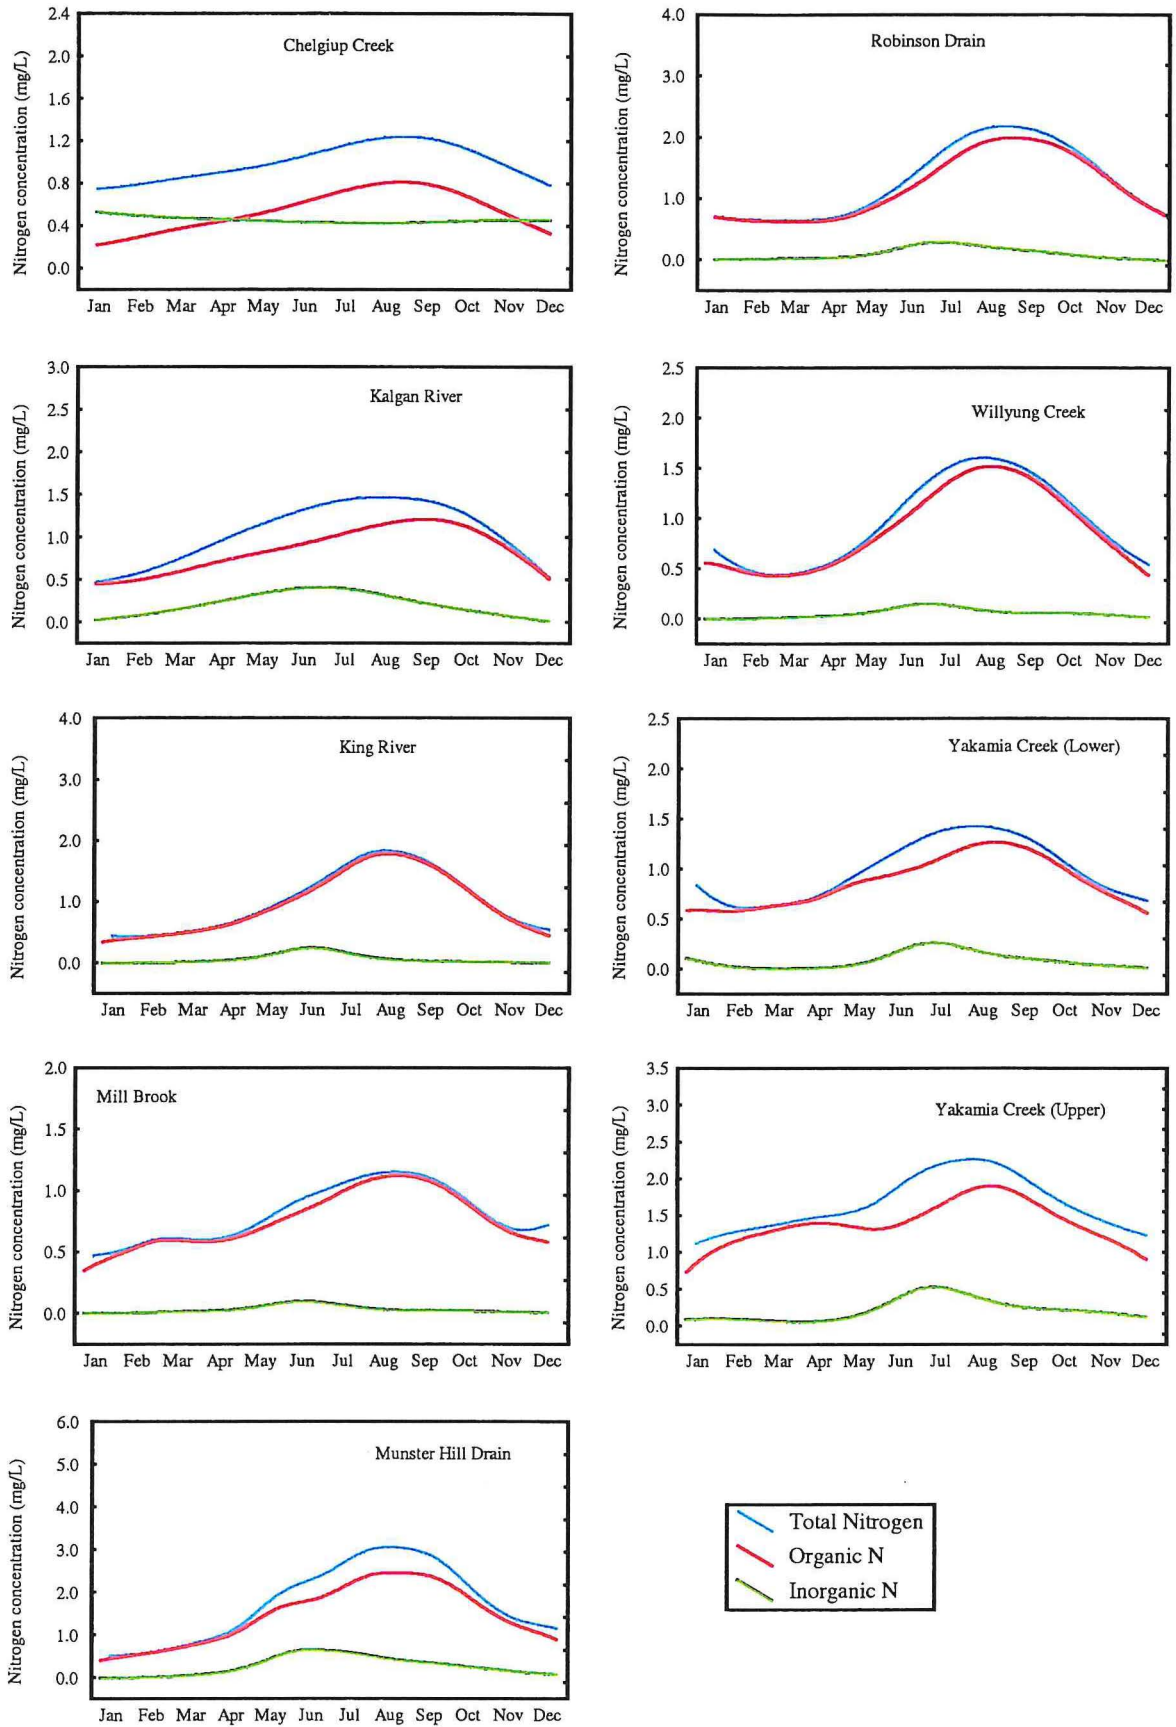 Chelgiup Creek
Nitrogen concentration (mg/L)
2.4
2.0
1.6
1.2
0.8
0.4
0.0
Jan Feb Mar Apr May Jun Jul Aug Sep Oct Nov Dec
Robinson Drain
Nitrogen concentration (mg/L)
4.0
3.0
2.0
1.0
0.0
Jan Feb Mar Apr May Jun Jul Aug Sep Oct Nov Dec
Kalgan River
Nitrogen concentration (mg/L)
3.0
2.5
2.0
1.5
1.0
0.5
0.0
Jan Feb Mar Apr May Jun Jul Aug Sep Oct Nov Dec
Willyung Creek
Nitrogen concentration (mg/L)
2.5
2.0
1.5
1.0
0.5
0.0
Jan Feb Mar Apr May Jun Jul Aug Sep Oct Nov Dec
King River
Nitrogen concentration (mg/L)
4.0
3.0
2.0
1.0
0.0
Jan Feb Mar Apr May Jun Jul Aug Sep Oct Nov Dec
Yakamia Creek (Lower)
Nitrogen concentration (mg/L)
2.5
2.0
1.5
1.0
0.5
0.0
Jan Feb Mar Apr May Jun Jul Aug Sep Oct Nov Dec
Mill Brook
Nitrogen concentration (mg/L)
2.0
1.5
1.0
0.5
0.0
Jan Feb Mar Apr May Jun Jul Aug Sep Oct Nov Dec
Yakamia Creek (Upper)
Nitrogen concentration (mg/L)
3.5
3.0
2.5
2.0
1.5
1.0
0.5
0.0
Jan Feb Mar Apr May Jun Jul Aug Sep Oct Nov Dec
Munster Hill Drain
Nitrogen concentration (mg/L)
6.0
5.0
4.0
3.0
2.0
1.0
0.0
Jan Feb Mar Apr May Jun Jul Aug Sep Oct Nov Dec
Total Nitrogen
Organic N
Inorganic N